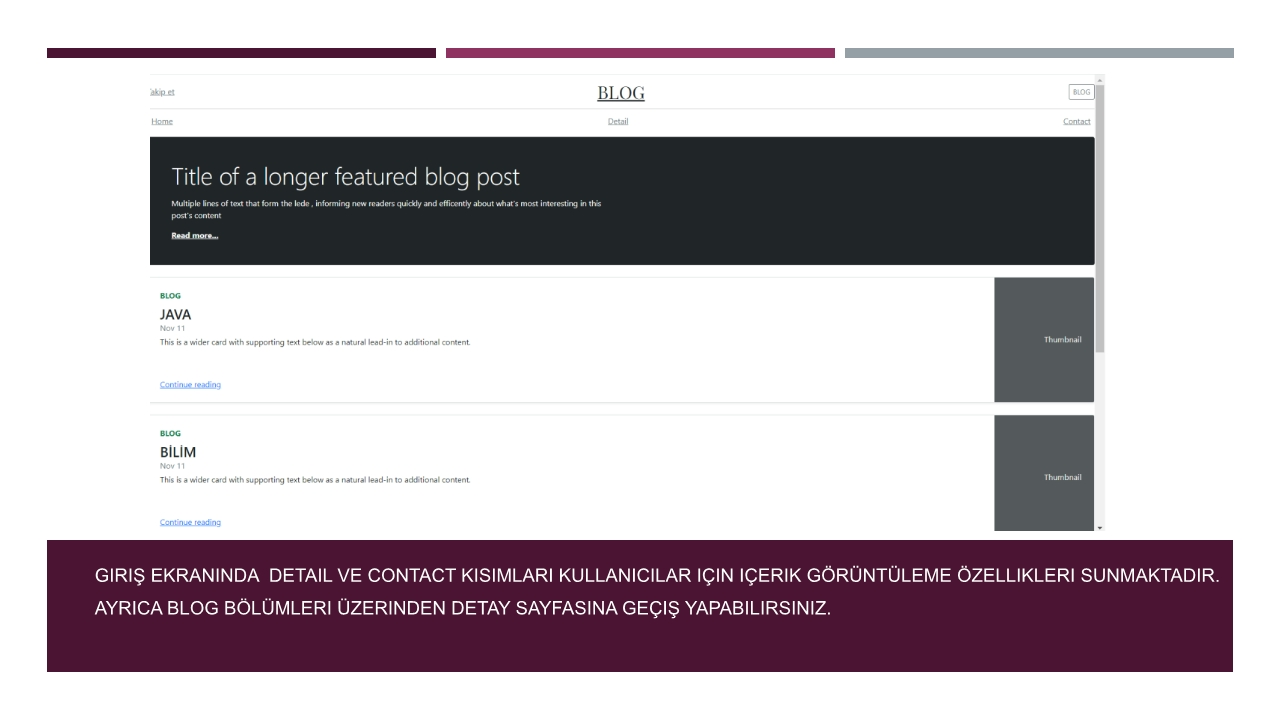 akip et
BLOG
BLOG
Home
Detail
Contact
Title of a longer featured blog post
Multiple lines of text that form the lede , informing new readers quickly and efficently about what's most interesting in this
post's content
Read more...
BLOG
JAVA
Nov 11
This is a wider card with supporting text below as a natural lead-in to additional content.
Thumbnail
Continue reading
BLOG
BİLİM
Nov 11
This is a wider card with supporting text below as a natural lead-in to additional content.
Thumbnail
Continue reading
GIRIŞ EKRANINDA  DETAIL VE CONTACT KISIMLARI KULLANICILAR IÇIN IÇERIK GÖRÜNTÜLEME ÖZELLIKLERI SUNMAKTADIR.
AYRICA BLOG BÖLÜMLERI ÜZERINDEN DETAY SAYFASINA GEÇIŞ YAPABILIRSINIZ.